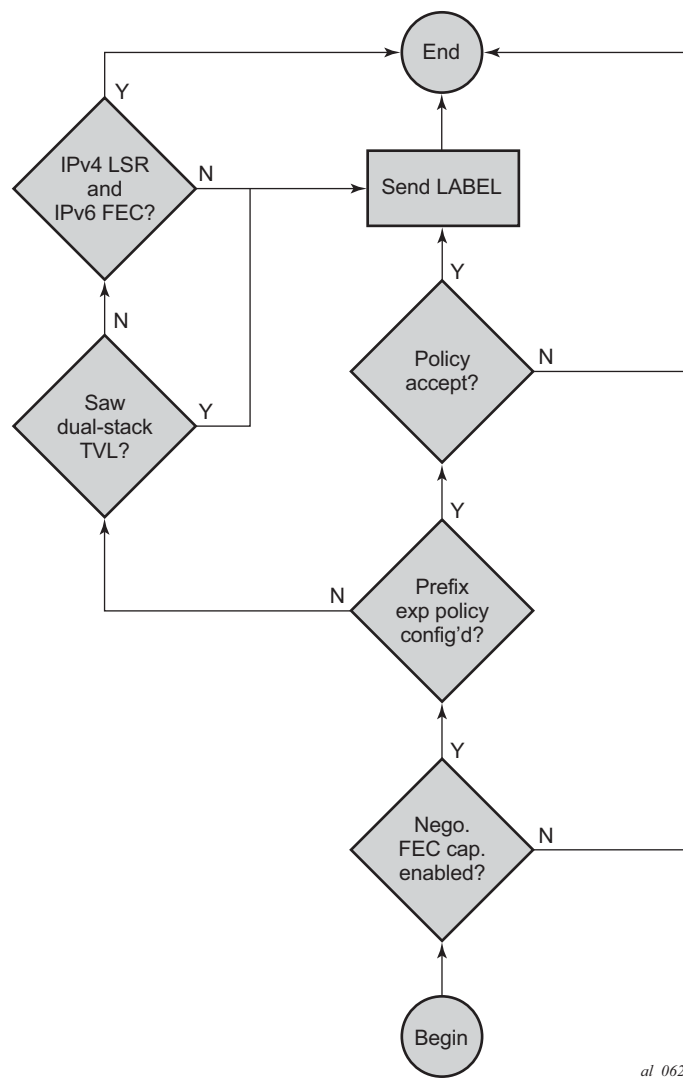 End
Y
IPv4 LSR
and
IPv6 FEC?
N
Send LABEL
Y
N
Policy
accept?
N
Saw
dual-stack
TVL?
Y
Y
N
Prefix
exp policy
config'd?
Y
Nego.
FEC cap.
enabled?
N
Begin
al_062